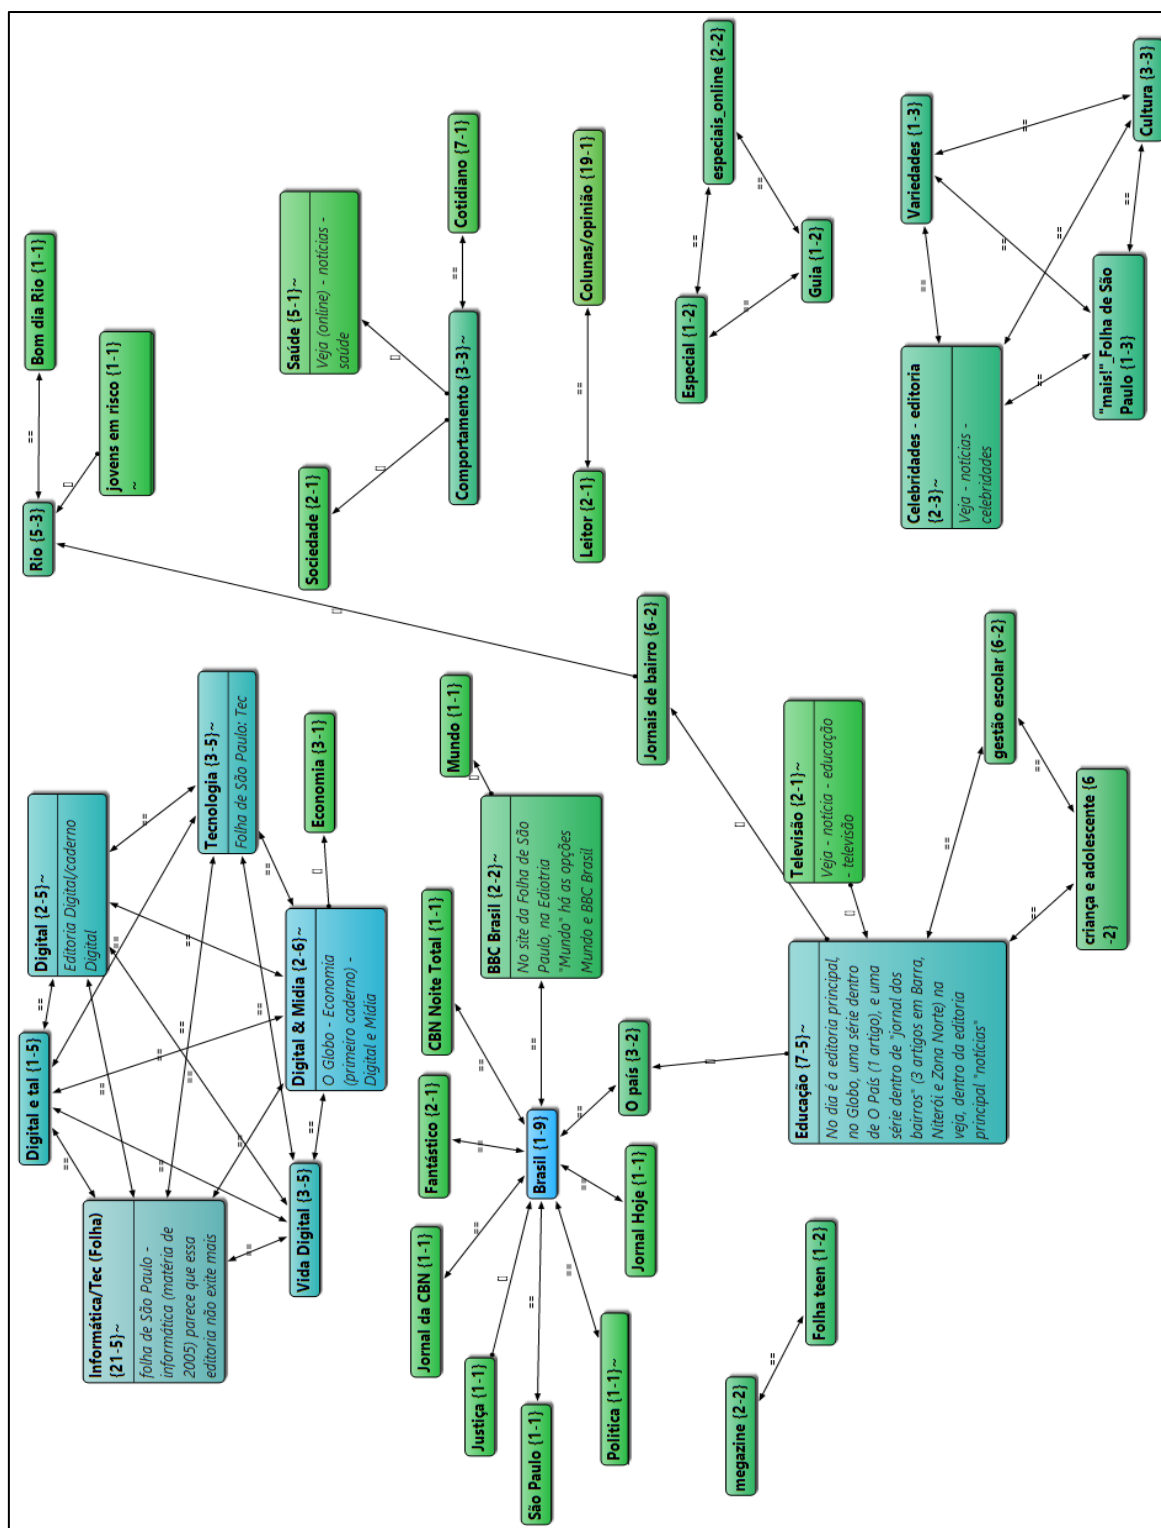 Informática/Tec (Folha)
{21-5}~
folha de São Paulo -
informática (matéria de
2005) parece que essa
editoria não exite mais
Digital e tal {1-5}
Digital {2-5}~
Editoria Digital/caderno
Digital
Tecnologia {3-5}~
Folha de São Paulo: Tec
Vida Digital {3-5}
Digital & Mídia {2-6}~
O Globo - Economia
(primeiro caderno) -
Digital e Mídia
Economia {3-1}
Rio {5-3}
Bom dia Rio {1-1}
jovens em risco {1-1}
~
Saúde {5-1}~
Veja (online) - notícias -
saúde
Sociedade {2-1}
Comportamento {3-3}~
Cotidiano {7-1}
Jornal da CBN {1-1}
Fantástico {2-1}
CBN Noite Total {1-1}
Mundo {1-1}
Justiça {1-1}
BBC Brasil {2-2}~
No site da Folha de São
Paulo, na Ediotria
"Mundo" há as opções
Mundo e BBC Brasil
São Paulo {1-1}
Brasil {1-9}
Politica {1-1}~
Jornal Hoje {1-1}
O país {3-2}
Leitor {2-1}
Colunas/opinião {19-1}
Jornais de bairro {6-2}
Especial {1-2}
especiais_online {2-2}
Guia {1-2}
megazine {2-2}
Folha teen {1-2}
Educação {7-5}~
No dia é a editoria principal,
no Globo, uma série dentro
de O País (1 artigo), e uma
série dentro de "jornal dos
bairros" (3 artigos em Barra,
Niterói e Zona Norte) na
veja, dentro da editoria
principal "notícias"
Televisão {2-1}~
Veja - notícia - educação
- televisão
gestão escolar {6-2}
criança e adolescente {6
-2}
Celebridades - editoria
{2-3}~
Veja - notícias -
celebridades
Variedades {1-3}
"mais!"_Folha de São
Paulo {1-3}
Cultura {3-3}